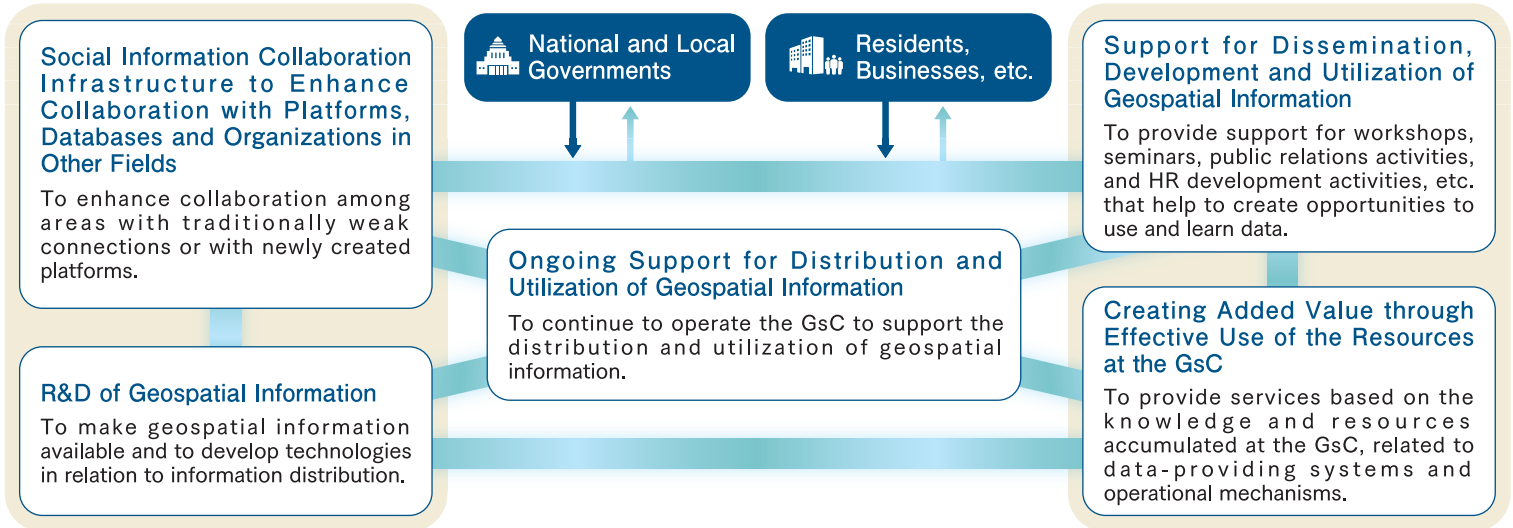 Social Information Collaboration
Infrastructure to Enhance
Collaboration with Platforms,
Databases and Organizations in
Other Fields
To enhance collaboration among
areas with traditionally weak
connections or with newly created
platforms.
R&D of Geospatial Information
To make geospatial information
available and to develop technologies
in relation to information distribution.
National and Local
Governments
Residents,
Businesses, etc.
Ongoing Support for Distribution and
Utilization of Geospatial Information
To continue to operate the GsC to support the
distribution and utilization of geospatial
information.
Support for Dissemination,
Development and Utilization of
Geospatial Information
To provide support for workshops,
seminars, public relations activities,
and HR development activities, etc.
that help to create opportunities to
use and learn data.
Creating Added Value through
Effective Use of the Resources
at the GsC
To provide services based on the
knowledge and resources
accumulated at the GsC, related to
data-providing systems and
operational mechanisms.